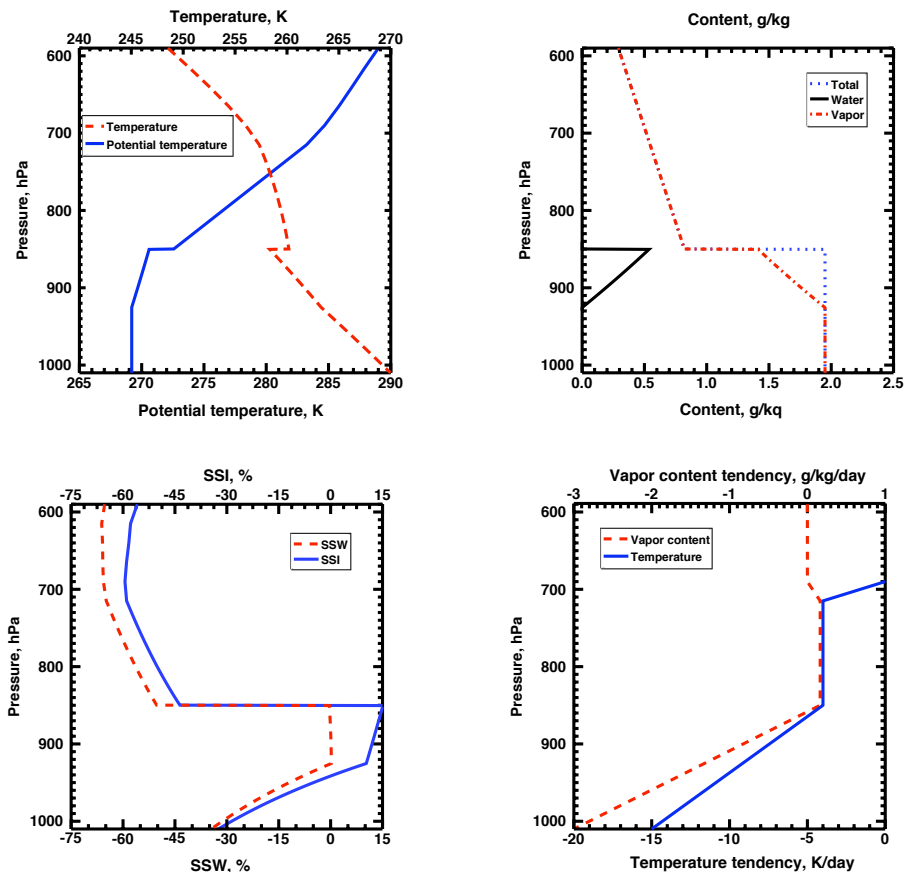 Temperature, K
240 245 250 255 260 265 270
600
700
800
900
1000
Pressure, hPa
Temperature
Potential temperature
265 270 275 280 285 290
Potential temperature, K
Content, g/kg
600
700
800
900
1000
Pressure, hPa
Total
Water
Vapor
0.0 0.5 1.0 1.5 2.0 2.5
Content, g/kq
SSI, %
-75 -60 -45 -30 -15 0 15
600
700
800
900
1000
Pressure, hPa
SSW
SSI
-75 -60 -45 -30 -15 0 15
SSW, %
Vapor content tendency, g/kg/day
-3 -2 -1 0 1
600
700
800
900
1000
Pressure, hPa
Vapor content
Temperature
-20 -15 -10 -5 0
Temperature tendency, K/day